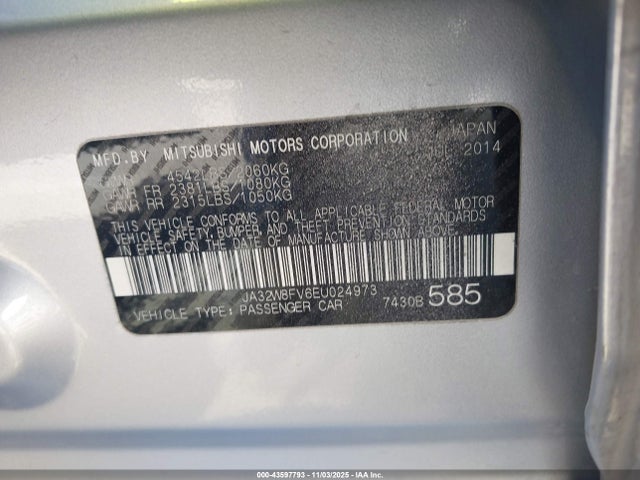 MFD.BY MITSUBISHI MOTORS CORPORATION JAPAN
4542LBS/2060KG 2014
GAWR FR 2381LBS/1080KG
GAWR RR 2315LBS/1050KG
THIS VEHICLE CONFORMS TO ALL APPLICABLE FEDERAL MOTOR
VEHICLE SAFETY, BUMPER, AND THEFT PREVENTION STANDARDS
IN EFFECT ON THE DATE OF MANUFACTURE SHOWN ABOVE.
JA32W8FV6EU024973
VEHICLE TYPE: PASSENGER CAR 7430B 585
000-43597793 - 11/03/2025 - IAAI.CA